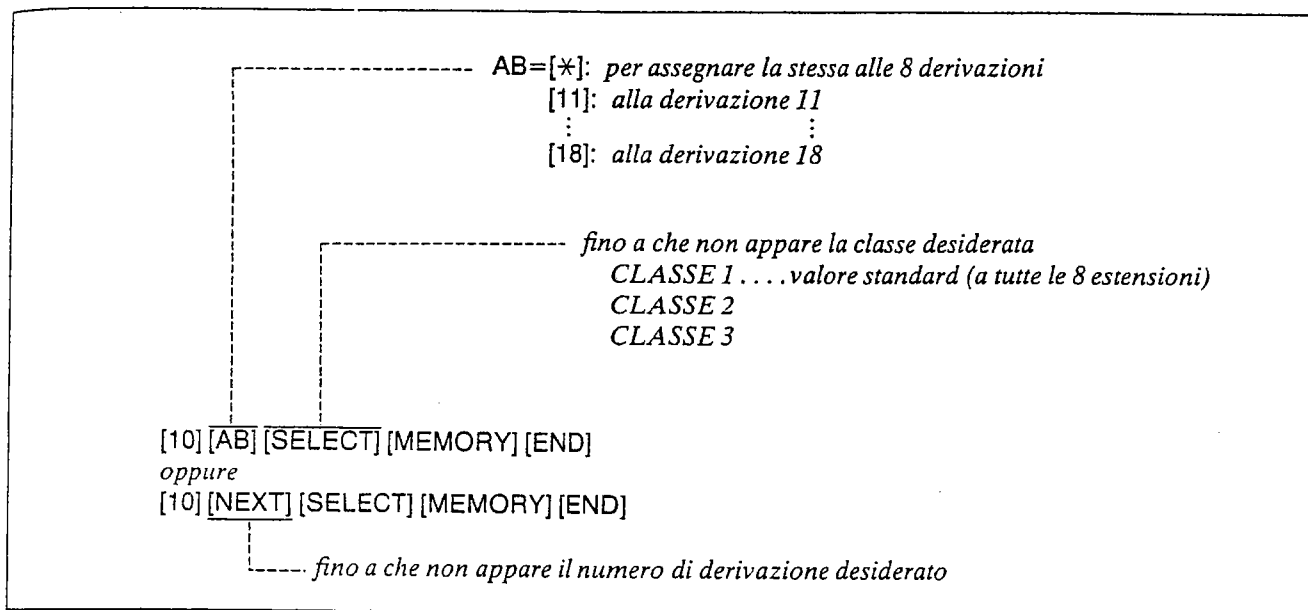 AB=[*]: per assegnare la stessa alle 8 derivazioni
[11]: alla derivazione 11
⋮ ⋮
[18]: alla derivazione 18
fino a che non appare la classe desiderata
CLASSE 1 . . . . valore standard (a tutte le 8 estensioni)
CLASSE 2
CLASSE 3
[10] [AB] [SELECT] [MEMORY] [END]
oppure
[10] [NEXT] [SELECT] [MEMORY] [END]
fino a che non appare il numero di derivazione desiderato